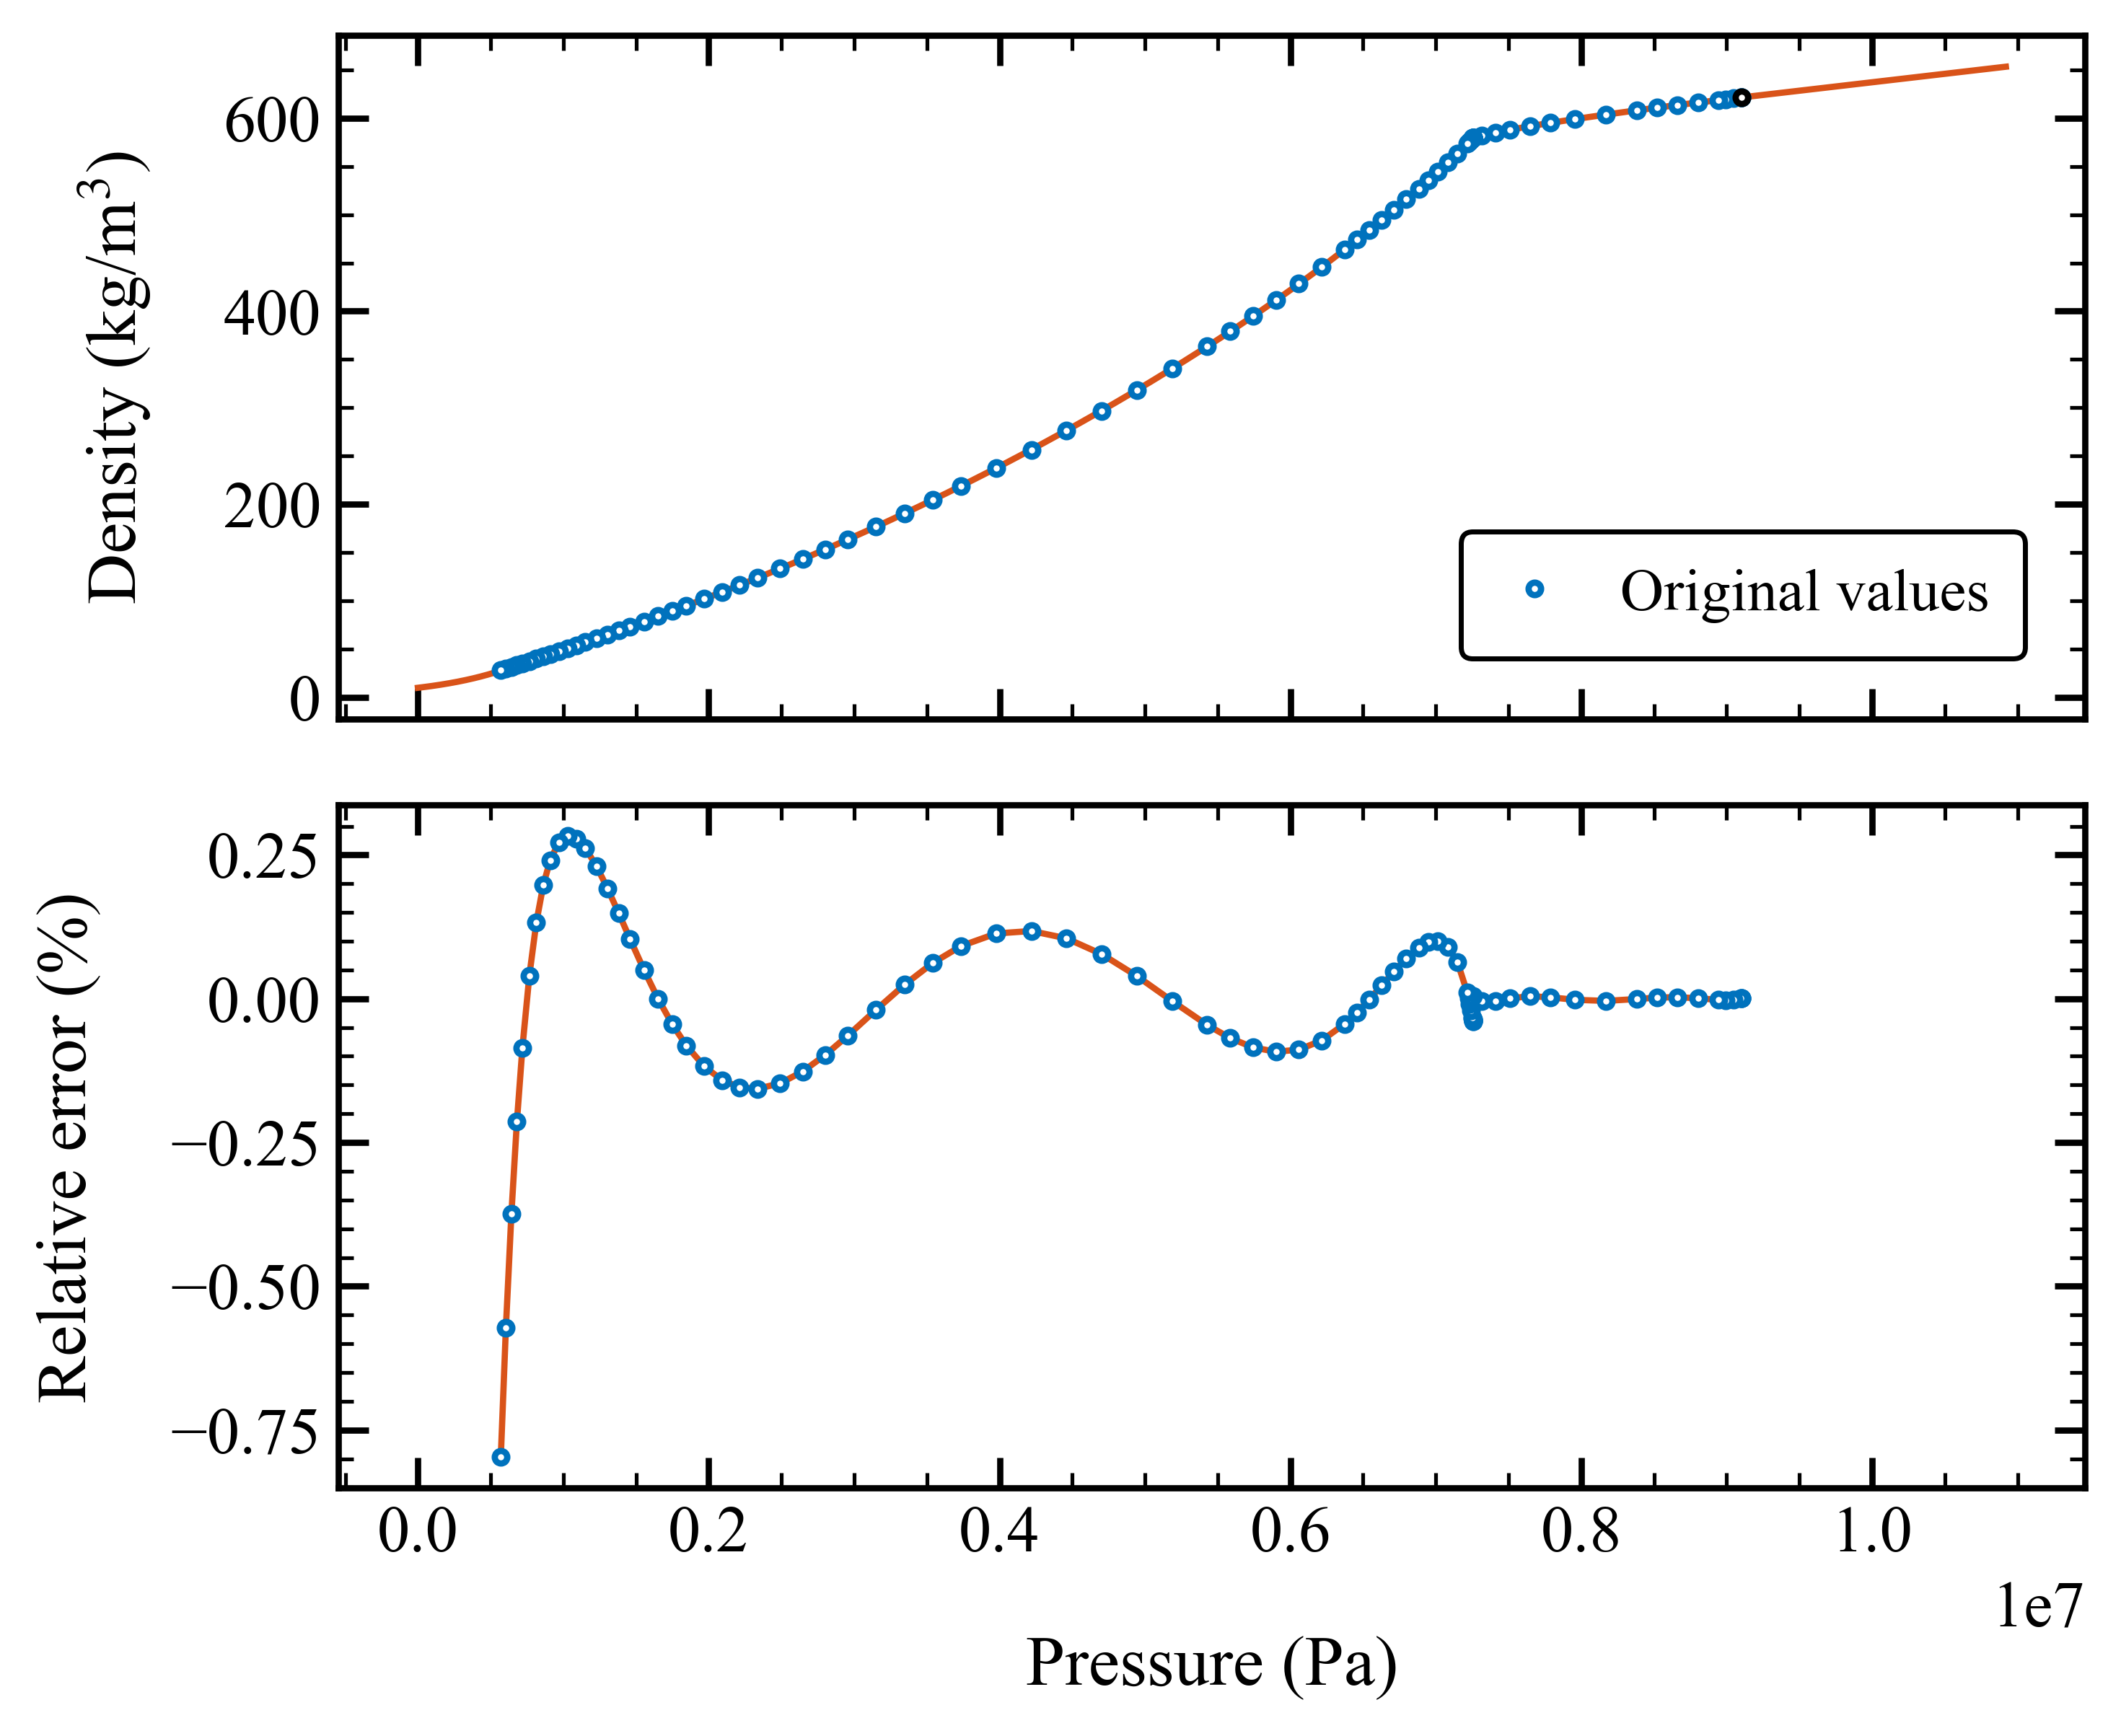 600
400
200
0
Density (kg/m³)
Original values
0.25
0.00
−0.25
−0.50
−0.75
Relative error (%)
0.0 0.2 0.4 0.6 0.8 1.0
1e7
Pressure (Pa)